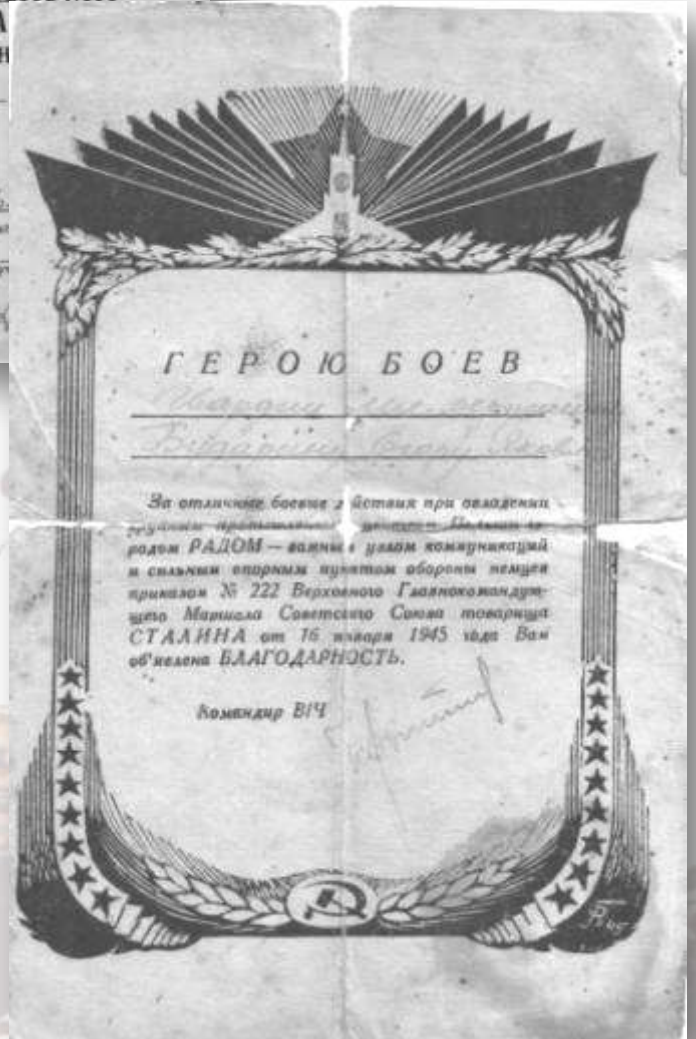 ГЕРОЮ БОЕВ
Гвардии
За отличные боевые действия при овладении
крупным промышленным центром Польши го-
родом РАДОМ — важным узлом коммуникаций
и сильным опорным пунктом обороны немцев
приказом № 222 Верховного Главнокомандую-
щего Маршала Советского Союза товарища
СТАЛИНА от 16 января 1945 года Вам
об'явлена БЛАГОДАРНОСТЬ.
Командир В/Ч